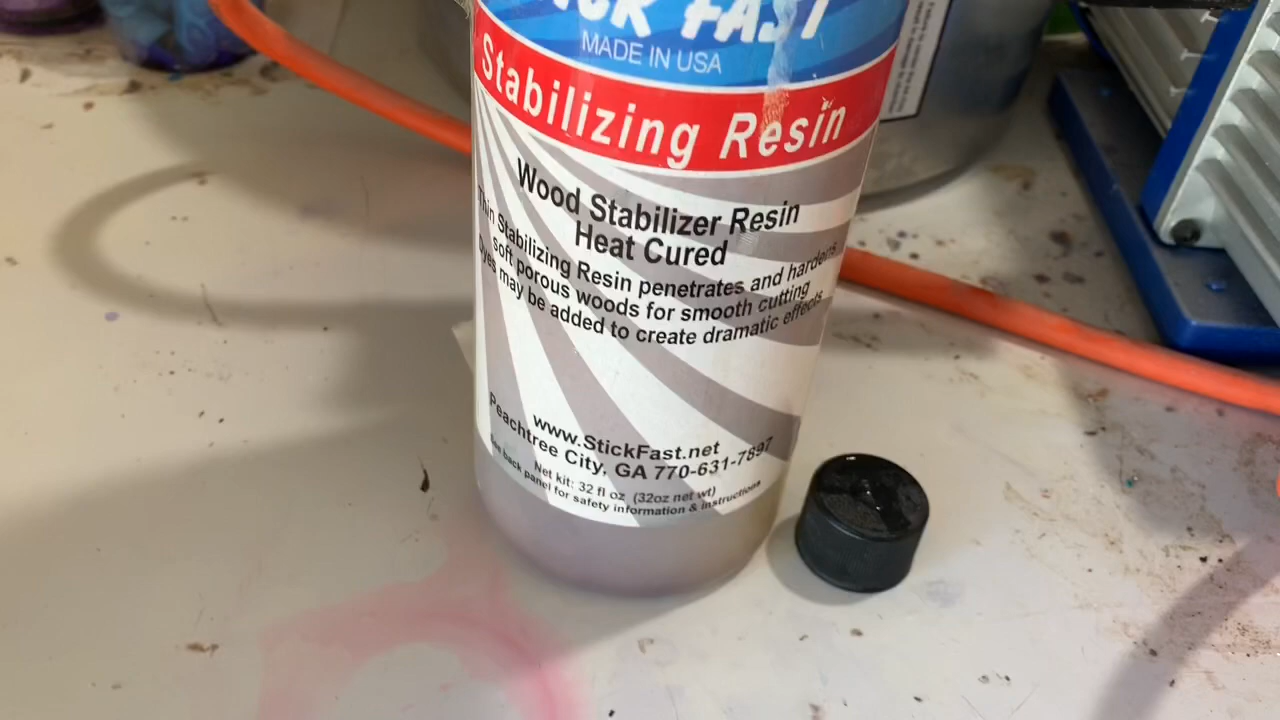 FAST
MADE IN USA
Stabilizing Resin
Wood Stabilizer Resin
Heat Cured
Thin Stabilizing Resin penetrates and hardens
soft porous woods for smooth cutting
Dyes may be added to create dramatic effects
www.StickFast.net
Peachtree City, GA 770-631-7897
Net kit: 32 fl oz (32oz net wt)
See back panel for safety information & instructions